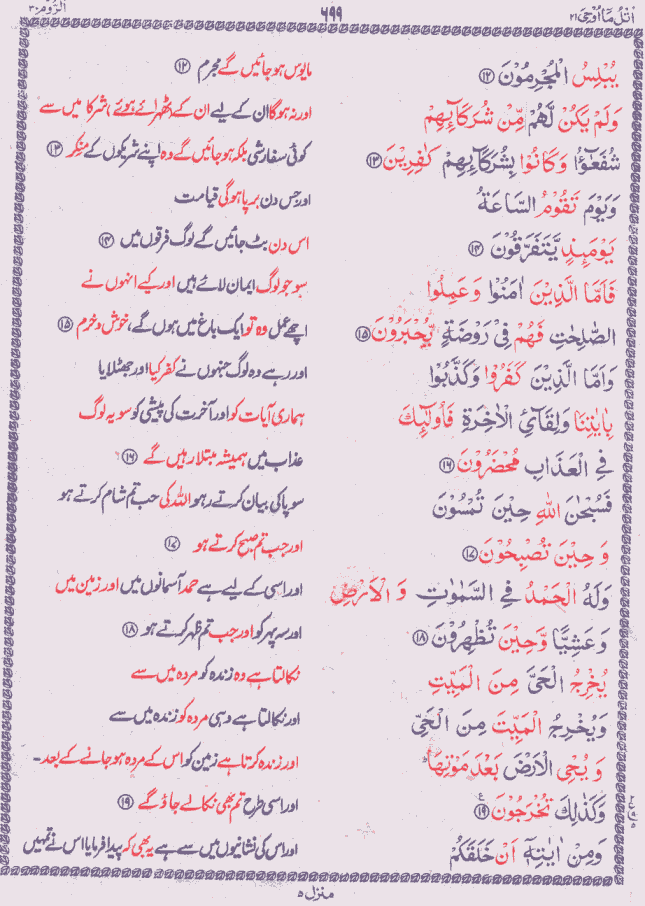 اتل ما اوحی ۲۱
۶۹۹
الروم ۳۰
يُبْلِسُ الْمُجْرِمُوْنَ ۝۱۲
مایوس ہو جائیں گے مجرم ۝۱۲
وَلَمْ يَكُنْ لَّهُمْ مِّنْ شُرَكَآئِهِمْ
اور نہ ہوگا ان کے لیے ان کے (ٹھہرائے ہوئے) شرکا میں سے
شُفَعٰٓؤُا وَكَانُوْا بِشُرَكَآئِهِمْ كٰفِرِيْنَ ۝۱۳
کوئی سفارشی بلکہ ہو جائیں گے وہ اپنے شریکوں کے منکر ۝۱۳
وَيَوْمَ تَقُوْمُ السَّاعَةُ
اور جس دن برپا ہوگی قیامت
يَوْمَئِذٍ يَّتَفَرَّقُوْنَ ۝۱۴
اس دن بٹ جائیں گے لوگ فرقوں میں ۝۱۴
فَاَمَّا الَّذِيْنَ اٰمَنُوْا وَعَمِلُوا
سو جو لوگ ایمان لائے ہیں اور کیے انہوں نے
الصّٰلِحٰتِ فَهُمْ فِيْ رَوْضَةٍ يُّحْبَرُوْنَ ۝۱۵
اچھے عمل وہ تو ایک باغ میں ہوں گے، خوش و خرم ۝۱۵
وَاَمَّا الَّذِيْنَ كَفَرُوْا وَكَذَّبُوْا
اور رہے وہ لوگ جنہوں نے کفر کیا اور جھٹلایا
بِاٰيٰتِنَا وَلِقَآئِ الْاٰخِرَةِ فَاُولٰٓئِكَ
ہماری آیات کو اور آخرت کی پیشی کو سو یہ لوگ
فِي الْعَذَابِ مُحْضَرُوْنَ ۝۱۶
عذاب میں ہمیشہ مبتلا رہیں گے ۝۱۶
فَسُبْحٰنَ اللّٰهِ حِيْنَ تُمْسُوْنَ
سو پاکی بیان کرتے رہو اللہ کی جب تم شام کرتے ہو
وَحِيْنَ تُصْبِحُوْنَ ۝۱۷
اور جب تم صبح کرتے ہو ۝۱۷
وَلَهُ الْحَمْدُ فِي السَّمٰوٰتِ وَالْاَرْضِ
اور اسی کے لیے ہے حمد آسمانوں میں اور زمین میں
وَعَشِيًّا وَّحِيْنَ تُظْهِرُوْنَ ۝۱۸
اور سہ پہر کو اور جب تم ظہر کرتے ہو ۝۱۸
يُخْرِجُ الْحَيَّ مِنَ الْمَيِّتِ
نکالتا ہے وہ زندہ کو مردہ میں سے
وَيُخْرِجُ الْمَيِّتَ مِنَ الْحَيِّ
اور نکالتا ہے وہی مردہ کو زندہ میں سے
وَيُحْيِ الْاَرْضَ بَعْدَ مَوْتِهَا ؕ
اور زندہ کرتا ہے زمین کو اس کے مردہ ہو جانے کے بعد۔
وَكَذٰلِكَ تُخْرَجُوْنَ ۝۱۹
اور اسی طرح تم بھی نکالے جاؤ گے ۝۱۹
وَمِنْ اٰيٰتِهٖٓ اَنْ خَلَقَكُمْ
اور اس کی نشانیوں میں سے ہے یہ بھی کہ پیدا فرمایا اس نے تمہیں
منزل ۵